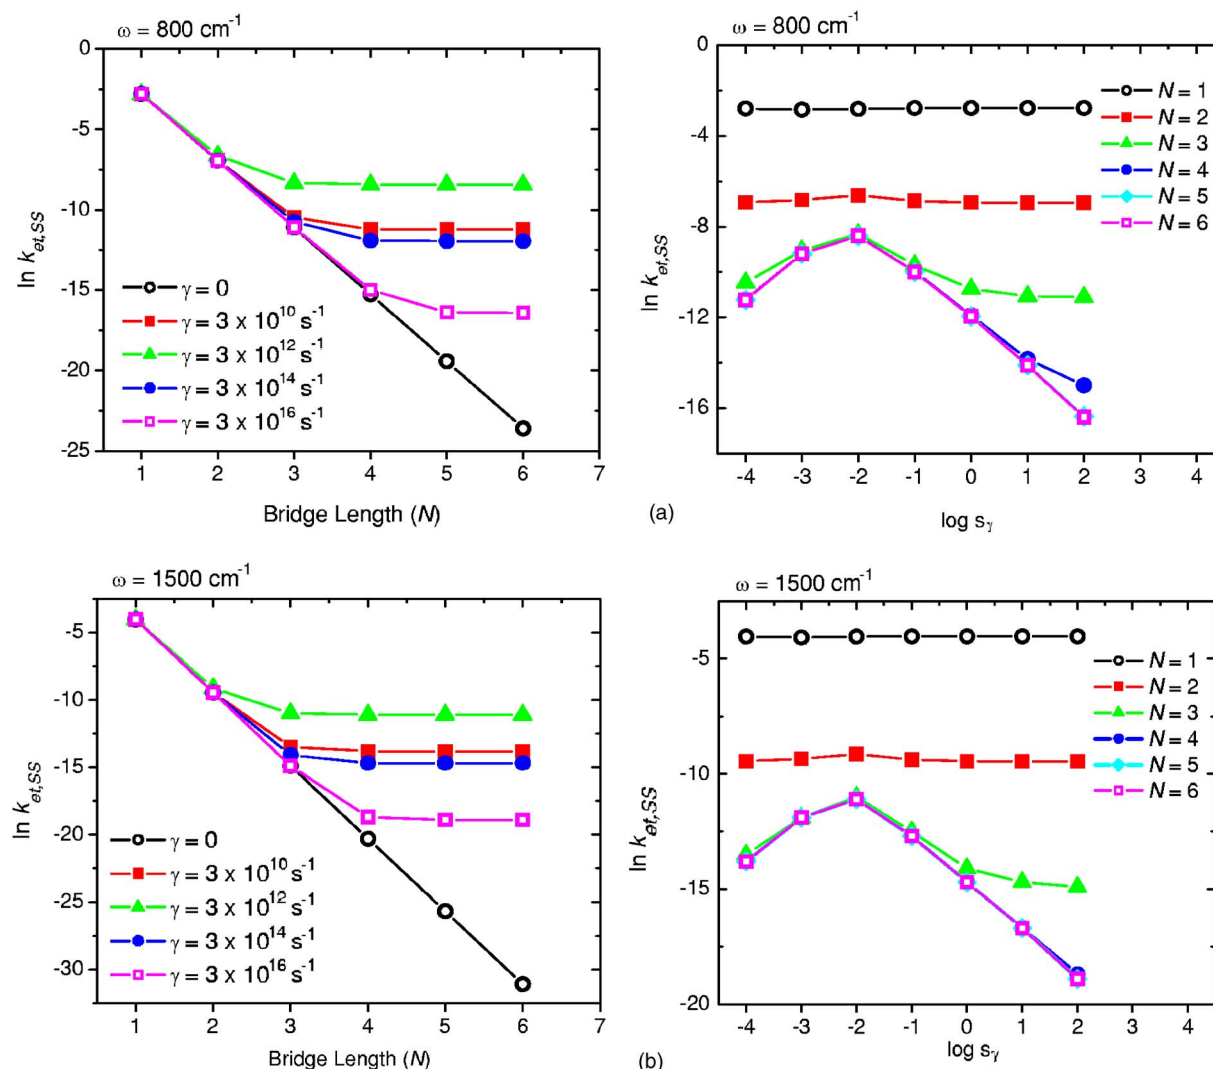 ω = 800 cm⁻¹
0
-5
-10
-15
-20
-25
ln k_et,SS
γ = 0
γ = 3 x 10¹⁰ s⁻¹
γ = 3 x 10¹² s⁻¹
γ = 3 x 10¹⁴ s⁻¹
γ = 3 x 10¹⁶ s⁻¹
1 2 3 4 5 6 7
Bridge Length (N)
ω = 800 cm⁻¹
0
-4
-8
-12
-16
ln k_et,SS
N = 1
N = 2
N = 3
N = 4
N = 5
N = 6
-4 -3 -2 -1 0 1 2 3 4
log s_γ
(a)
ω = 1500 cm⁻¹
-5
-10
-15
-20
-25
-30
ln k_et,SS
γ = 0
γ = 3 x 10¹⁰ s⁻¹
γ = 3 x 10¹² s⁻¹
γ = 3 x 10¹⁴ s⁻¹
γ = 3 x 10¹⁶ s⁻¹
1 2 3 4 5 6 7
Bridge Length (N)
ω = 1500 cm⁻¹
-5
-10
-15
-20
ln k_et,SS
N = 1
N = 2
N = 3
N = 4
N = 5
N = 6
-4 -3 -2 -1 0 1 2 3 4
log s_γ
(b)